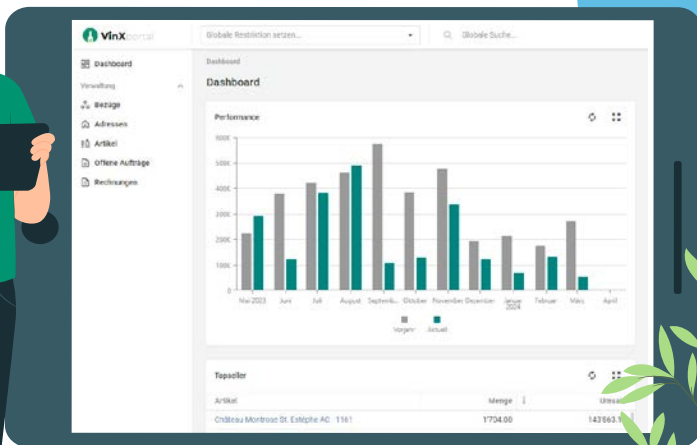 VinXportal
Globale Restriktion setzen...
Globale Suche...
Dashboard
Verwaltung
Bezüge
Adressen
Artikel
Offene Aufträge
Rechnungen
Dashboard
Dashboard
Performance
600K
500K
400K
300K
200K
100K
0
Mai 2023 Juni Juli August Septemb... Oktober November Dezember Januar 2024 Februar März April
Vorjahr Aktuell
Topseller
Artikel Menge
Château Montrose St. Estèphe AC 1161 1'704.00